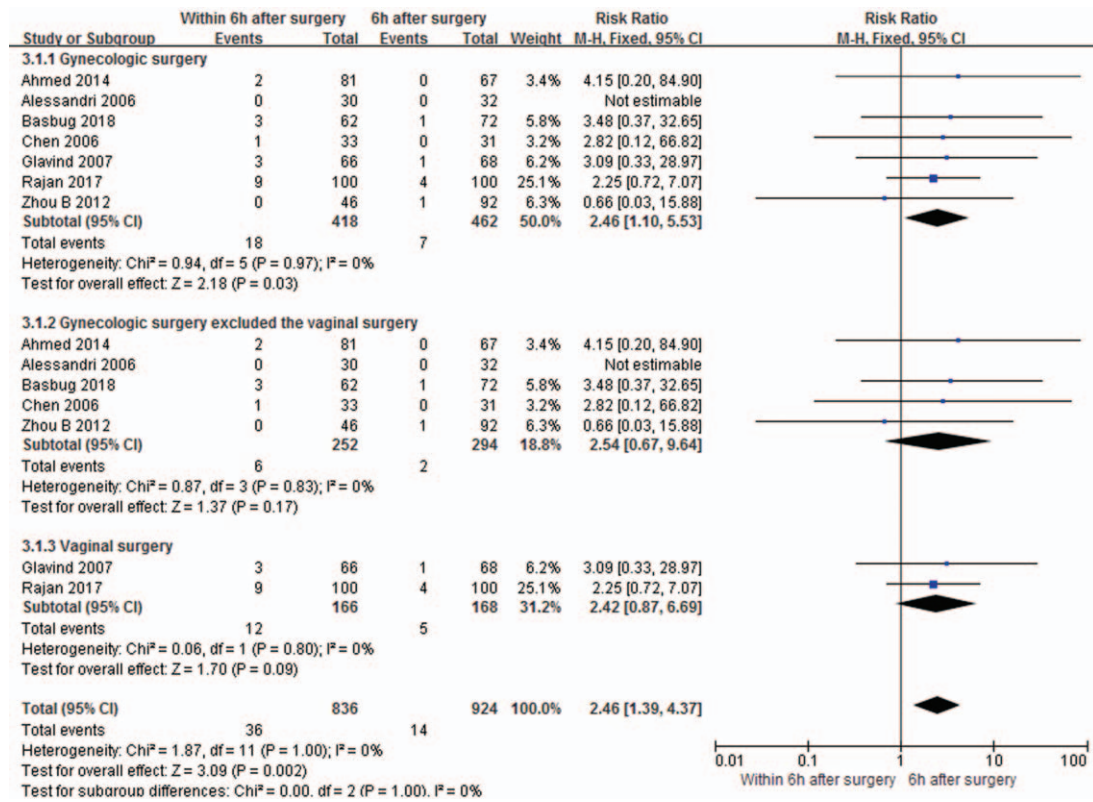 Within 6h after surgery 6h after surgery Risk Ratio Risk Ratio
Study or Subgroup Events Total Events Total Weight M-H, Fixed, 95% CI M-H, Fixed, 95% CI
3.1.1 Gynecologic surgery
Ahmed 2014 2 81 0 67 3.4% 4.15 [0.20, 84.90]
Alessandri 2006 0 30 0 32 Not estimable
Basbug 2018 3 62 1 72 5.8% 3.48 [0.37, 32.65]
Chen 2006 1 33 0 31 3.2% 2.82 [0.12, 66.82]
Glavind 2007 3 66 1 68 6.2% 3.09 [0.33, 28.97]
Rajan 2017 9 100 4 100 25.1% 2.25 [0.72, 7.07]
Zhou B 2012 0 46 1 92 6.3% 0.66 [0.03, 15.88]
Subtotal (95% CI) 418 462 50.0% 2.46 [1.10, 5.53]
Total events 18 7
Heterogeneity: Chi² = 0.94, df = 5 (P = 0.97); I² = 0%
Test for overall effect: Z = 2.18 (P = 0.03)
3.1.2 Gynecologic surgery excluded the vaginal surgery
Ahmed 2014 2 81 0 67 3.4% 4.15 [0.20, 84.90]
Alessandri 2006 0 30 0 32 Not estimable
Basbug 2018 3 62 1 72 5.8% 3.48 [0.37, 32.65]
Chen 2006 1 33 0 31 3.2% 2.82 [0.12, 66.82]
Zhou B 2012 0 46 1 92 6.3% 0.66 [0.03, 15.88]
Subtotal (95% CI) 252 294 18.8% 2.54 [0.67, 9.64]
Total events 6 2
Heterogeneity: Chi² = 0.87, df = 3 (P = 0.83); I² = 0%
Test for overall effect: Z = 1.37 (P = 0.17)
3.1.3 Vaginal surgery
Glavind 2007 3 66 1 68 6.2% 3.09 [0.33, 28.97]
Rajan 2017 9 100 4 100 25.1% 2.25 [0.72, 7.07]
Subtotal (95% CI) 166 168 31.2% 2.42 [0.87, 6.69]
Total events 12 5
Heterogeneity: Chi² = 0.06, df = 1 (P = 0.80); I² = 0%
Test for overall effect: Z = 1.70 (P = 0.09)
Total (95% CI) 836 924 100.0% 2.46 [1.39, 4.37]
Total events 36 14
Heterogeneity: Chi² = 1.87, df = 11 (P = 1.00); I² = 0%
Test for overall effect: Z = 3.09 (P = 0.002)
Test for subgroup differences: Chi² = 0.00, df = 2 (P = 1.00), I² = 0%
0.01 0.1 1 10 100
Within 6h after surgery 6h after surgery